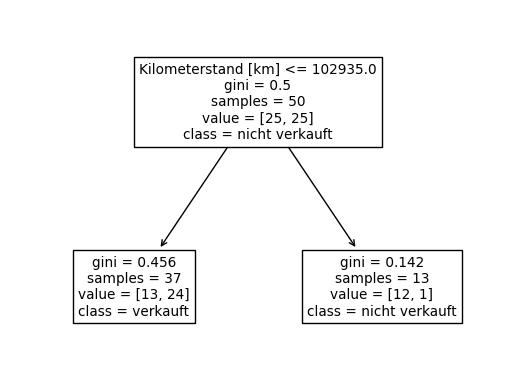 Kilometerstand [km] <= 102935.0
gini = 0.5
samples = 50
value = [25, 25]
class = nicht verkauft
gini = 0.456
samples = 37
value = [13, 24]
class = verkauft
gini = 0.142
samples = 13
value = [12, 1]
class = nicht verkauft